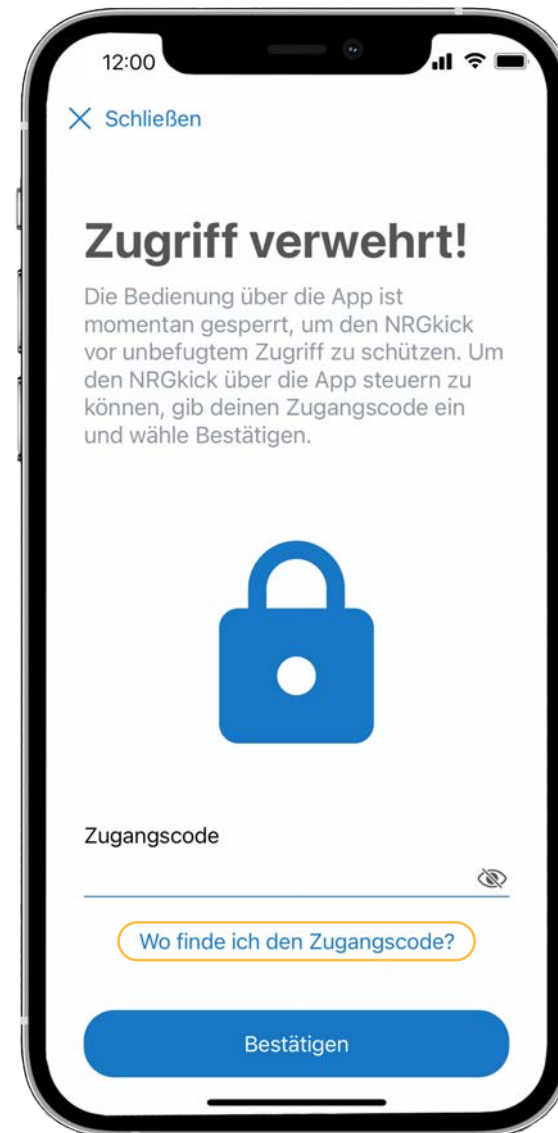 12:00
Schließen
Zugriff verwehrt!
Die Bedienung über die App ist
momentan gesperrt, um den NRGkick
vor unbefugtem Zugriff zu schützen. Um
den NRGkick über die App steuern zu
können, gib deinen Zugangscode ein
und wähle Bestätigen.
Zugangscode
Wo finde ich den Zugangscode?
Bestätigen